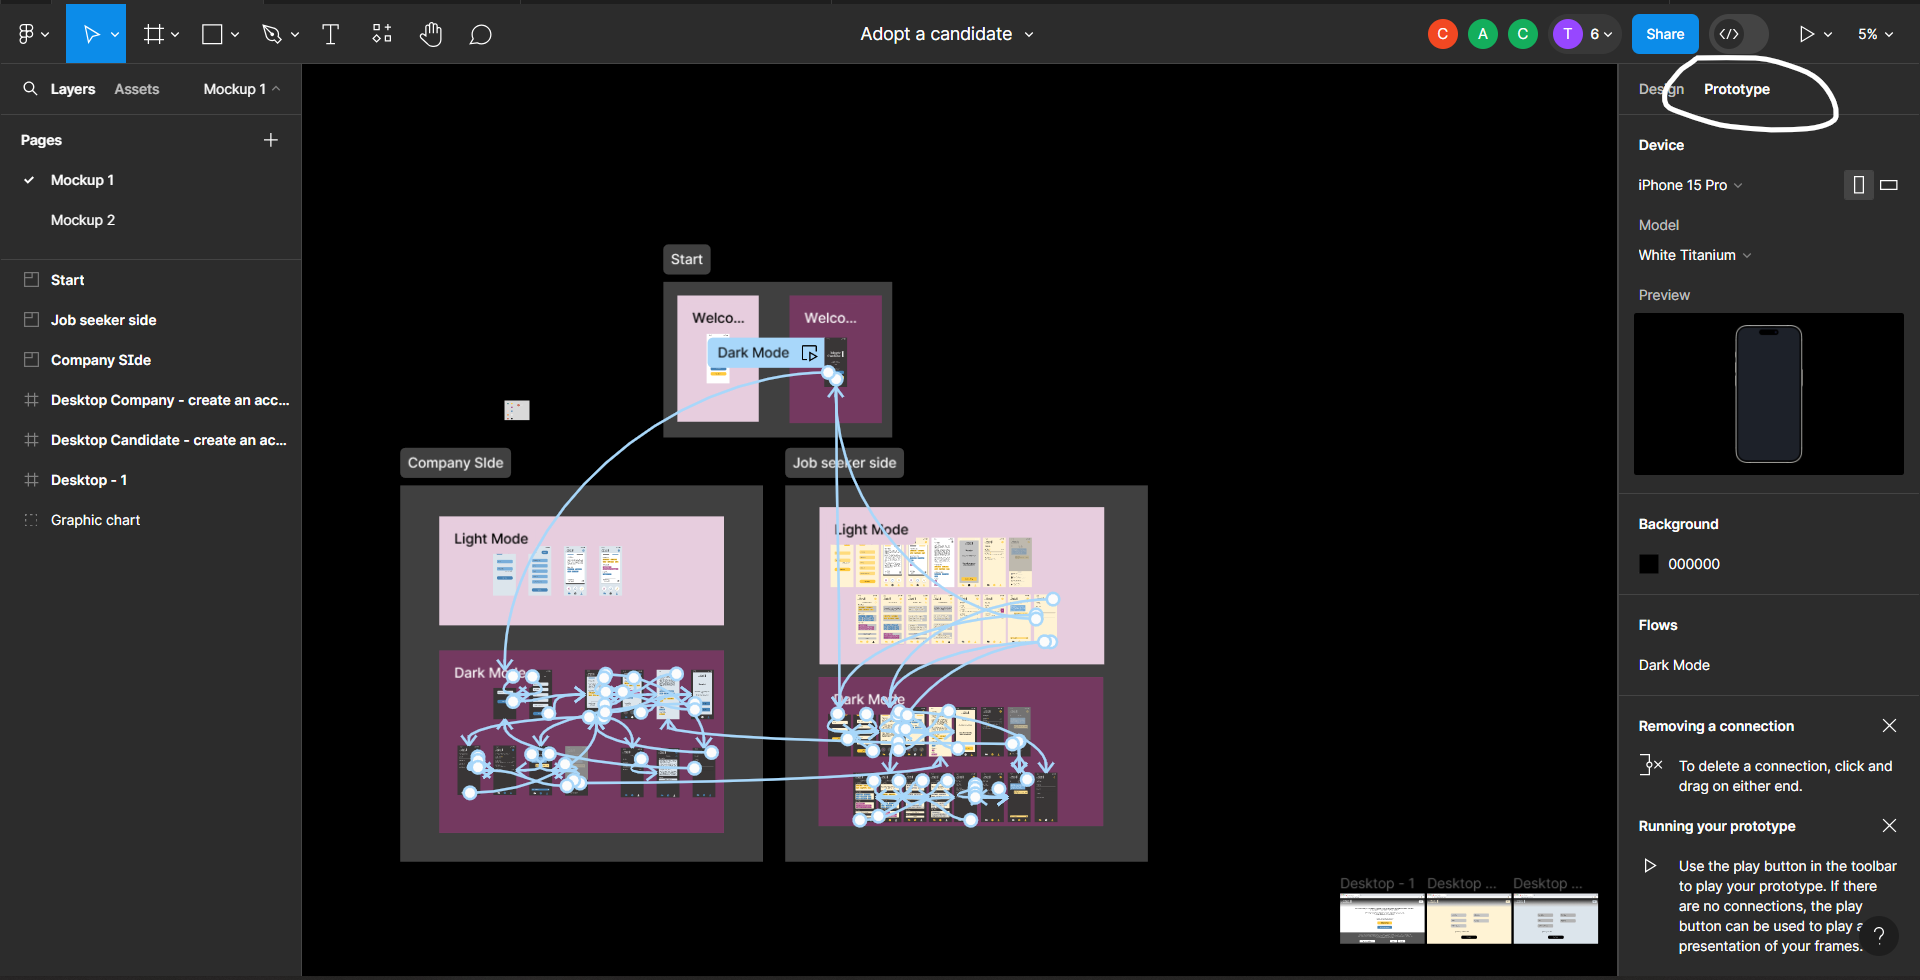 Adopt a candidate
C
A
C
T
6
Share
5%
Layers
Assets
Mockup 1
Pages
Mockup 1
Mockup 2
Start
Job seeker side
Company SIde
Desktop Company - create an acc...
Desktop Candidate - create an ac...
Desktop - 1
Graphic chart
Start
Welco...
Welco...
Dark Mode
Company SIde
Light Mode
Dark Mode
Job seeker side
Light Mode
Dark Mode
Desktop - 1
Desktop ...
Desktop ...
Design
Prototype
Device
iPhone 15 Pro
Model
White Titanium
Preview
Background
000000
Flows
Dark Mode
Removing a connection
To delete a connection, click and
drag on either end.
Running your prototype
Use the play button in the toolbar
to play your prototype. If there
are no connections, the play
button can be used to play a
presentation of your frames.
?